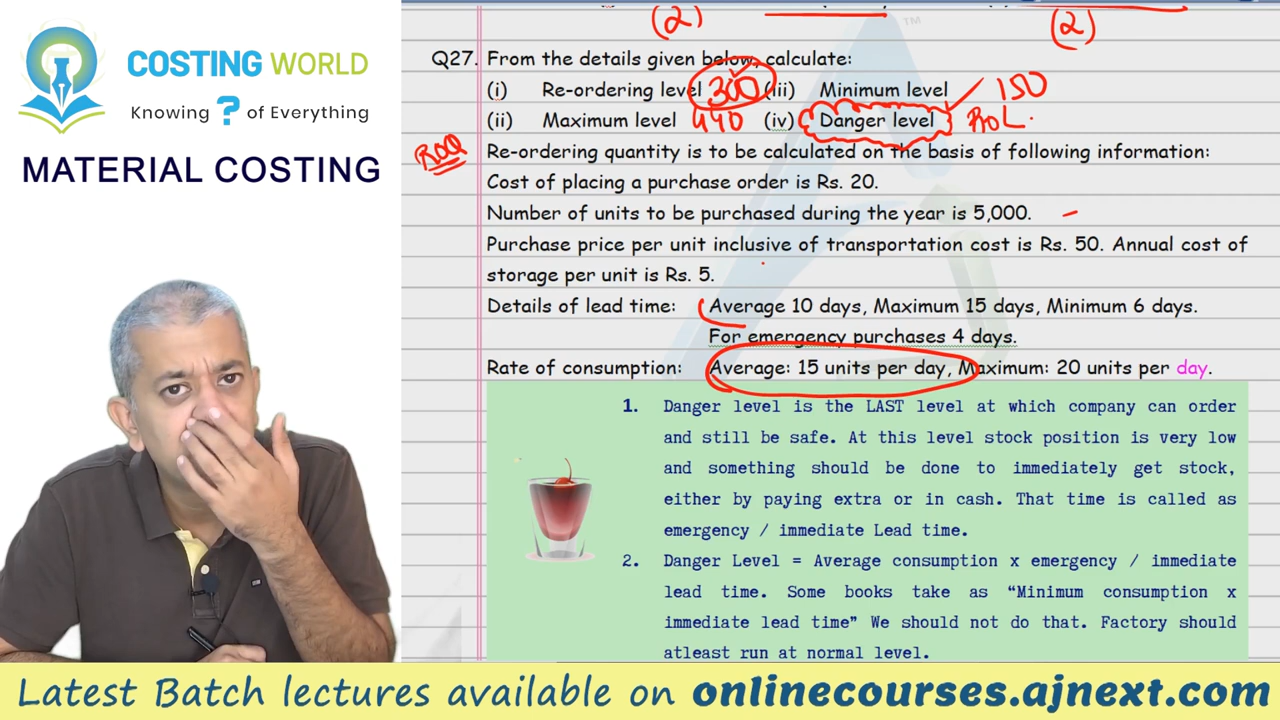 (2) (2)
COSTING WORLD
Knowing ? of Everything
MATERIAL COSTING
Q27. From the details given below, calculate:
(i) Re-ordering level 300 (iii) Minimum level 150
(ii) Maximum level 440 (iv) Danger level ROL.
ROQ
Re-ordering quantity is to be calculated on the basis of following information:
Cost of placing a purchase order is Rs. 20.
Number of units to be purchased during the year is 5,000.
Purchase price per unit inclusive of transportation cost is Rs. 50. Annual cost of
storage per unit is Rs. 5.
Details of lead time: Average 10 days, Maximum 15 days, Minimum 6 days.
For emergency purchases 4 days.
Rate of consumption: Average: 15 units per day, Maximum: 20 units per day.
1. Danger level is the LAST level at which company can order
and still be safe. At this level stock position is very low
and something should be done to immediately get stock,
either by paying extra or in cash. That time is called as
emergency / immediate Lead time.
2. Danger Level = Average consumption x emergency / immediate
lead time. Some books take as “Minimum consumption x
immediate lead time” We should not do that. Factory should
atleast run at normal level.
Latest Batch lectures available on onlinecourses.ajnext.com